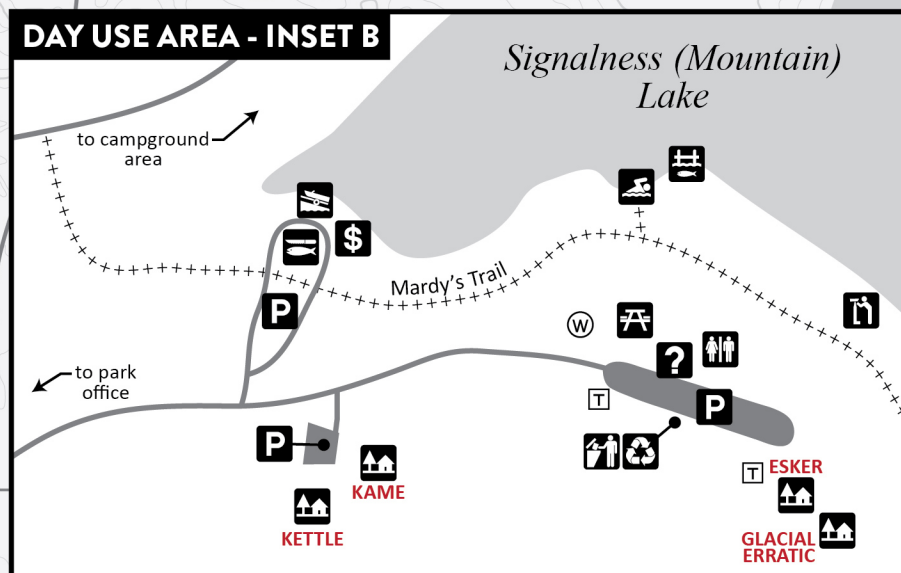 DAY USE AREA - INSET B
Signalness (Mountain)
Lake
to campground
area
$
Mardy's Trail
P
W
?
to park
office
T
P
P
KAME
T
ESKER
KETTLE
GLACIAL
ERRATIC